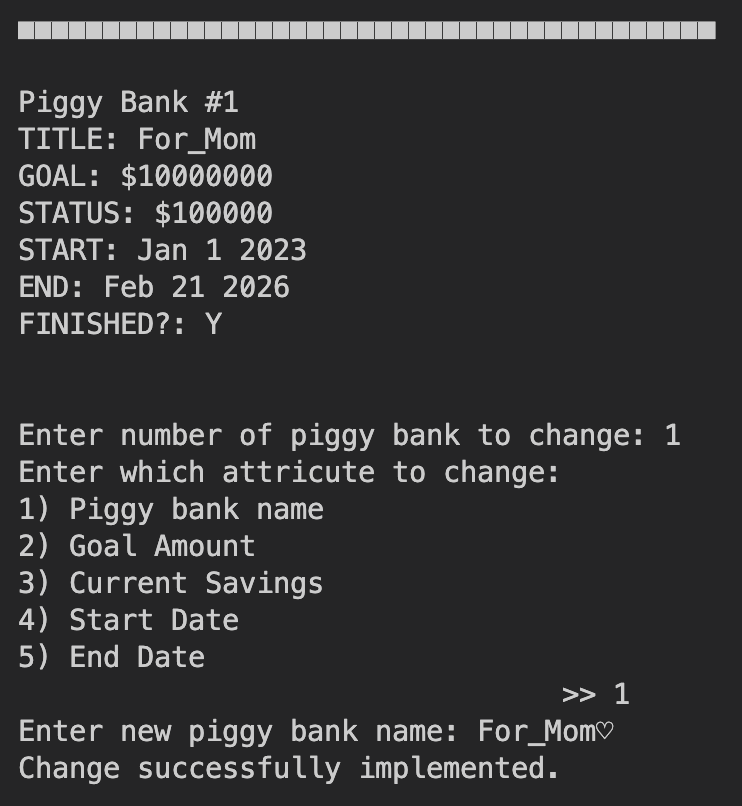 Piggy Bank #1
TITLE: For_Mom
GOAL: $10000000
STATUS: $100000
START: Jan 1 2023
END: Feb 21 2026
FINISHED?: Y
Enter number of piggy bank to change: 1
Enter which attricute to change:
1) Piggy bank name
2) Goal Amount
3) Current Savings
4) Start Date
5) End Date
>> 1
Enter new piggy bank name: For_Mom♡
Change successfully implemented.